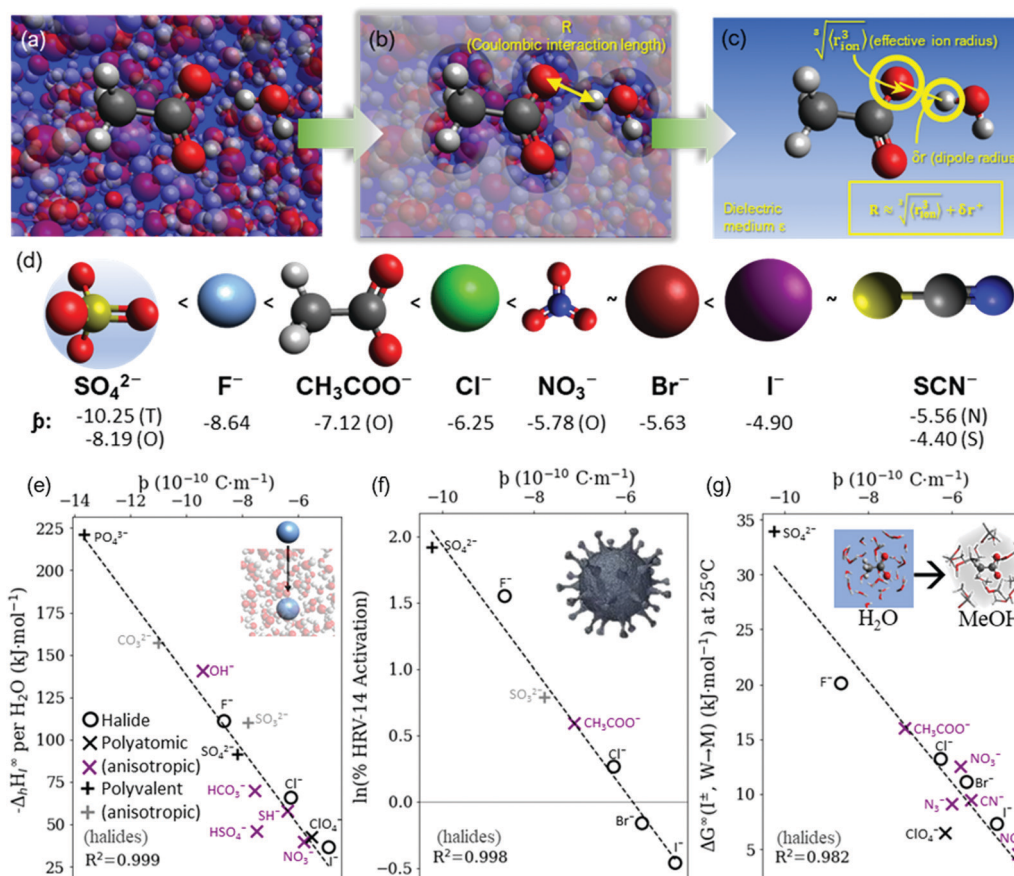 (a)
(b)
R
(Coulombic interaction length)
(c)
∛⟨r³ion⟩ (effective ion radius)
δr (dipole radius
Dielectric
medium ε
R ≈ ∛⟨r³ion⟩ + δr⁺
(d)
< < < < ~ < ~
SO₄²⁻ F⁻ CH₃COO⁻ Cl⁻ NO₃⁻ Br⁻ I⁻ SCN⁻
þ: -10.25 (T) -8.64 -7.12 (O) -6.25 -5.78 (O) -5.63 -4.90 -5.56 (N)
-8.19 (O) -4.40 (S)
(e)
þ (10⁻¹⁰ C·m⁻¹)
−14 −12 −10 −8 −6
-ΔₕHI∞ per H₂O (kJ·mol⁻¹)
225
200
175
150
125
100
75
50
25
PO₄³⁻
CO₃²⁻
OH⁻
F⁻
SO₃²⁻
SO₄²⁻
HCO₃⁻
Cl⁻
SH⁻
HSO₄⁻
ClO₄⁻
NO₃⁻
I⁻
Halide
Polyatomic
(anisotropic)
Polyvalent
(anisotropic)
(halides)
R²=0.999
(f)
þ (10⁻¹⁰ C·m⁻¹)
−10 −8 −6
ln(% HRV-14 Activation)
2.0
1.5
1.0
0.5
0.0
−0.5
SO₄²⁻
F⁻
SO₃²⁻
CH₃COO⁻
Cl⁻
Br⁻
I⁻
(halides)
R²=0.998
(g)
þ (10⁻¹⁰ C·m⁻¹)
−10 −8 −6
ΔG∞(I±, W→M) (kJ·mol⁻¹) at 25°C
35
30
25
20
15
10
5
SO₄²⁻
H₂O
MeOH
F⁻
CH₃COO⁻
Cl⁻
NO₃⁻
Br⁻
N₃⁻
CN⁻
I⁻
ClO₄⁻
(halides)
R²=0.982